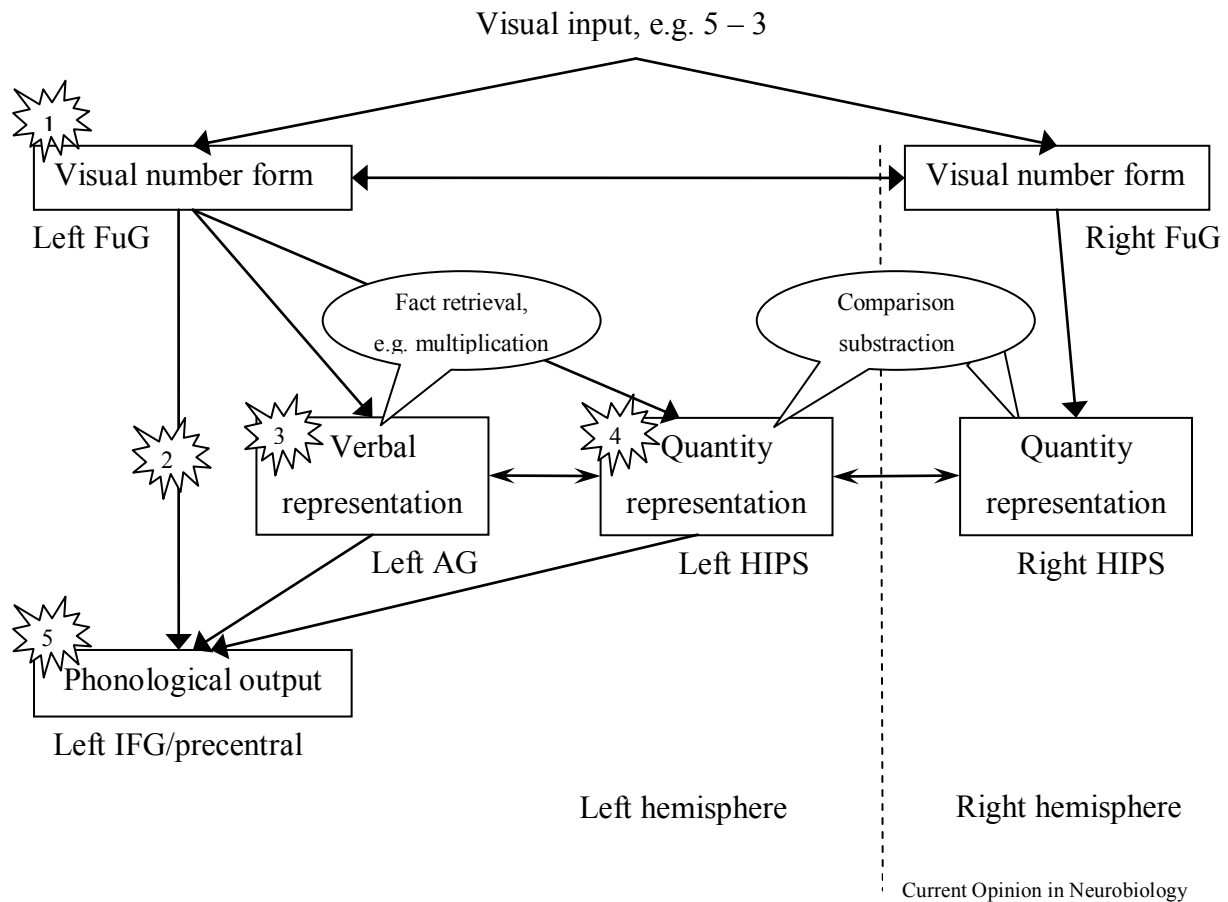 Visual input, e.g. 5 – 3
1
Visual number form
Visual number form
Left FuG
Right FuG
Fact retrieval,
e.g. multiplication
Comparison
substraction
2
3
Verbal
representation
4
Quantity
representation
Quantity
representation
Left AG
Left HIPS
Right HIPS
5
Phonological output
Left IFG/precentral
Left hemisphere
Right hemisphere
Current Opinion in Neurobiology